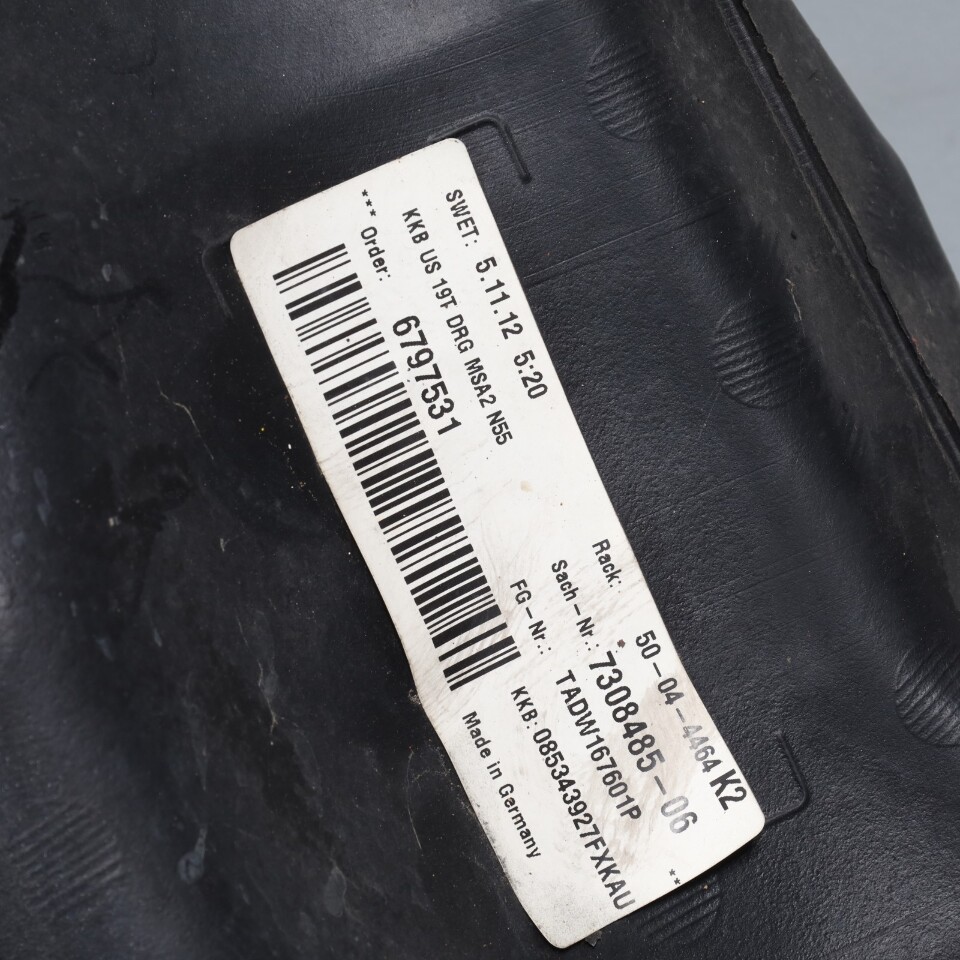 SWET: 5.11.12 5:20
KKB US 19T DRG MSA2 N55
*** Order: 6797531
Rack: 50-04-4464 K2
Sach-Nr.: 7308485-06
FG-Nr.: TADW167601P
KKB: 085343927FXKAU
Made in Germany
**